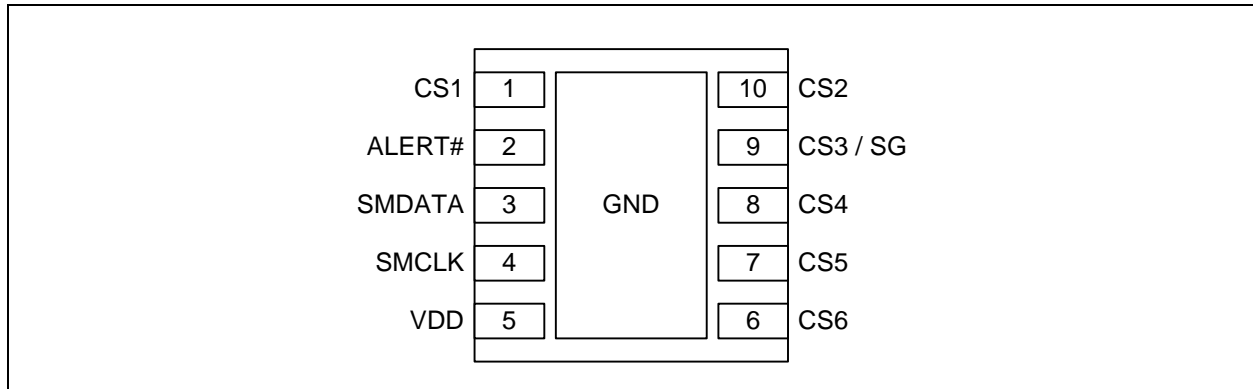 CS1 1 10 CS2
ALERT# 2 9 CS3 / SG
SMDATA 3 GND 8 CS4
SMCLK 4 7 CS5
VDD 5 6 CS6